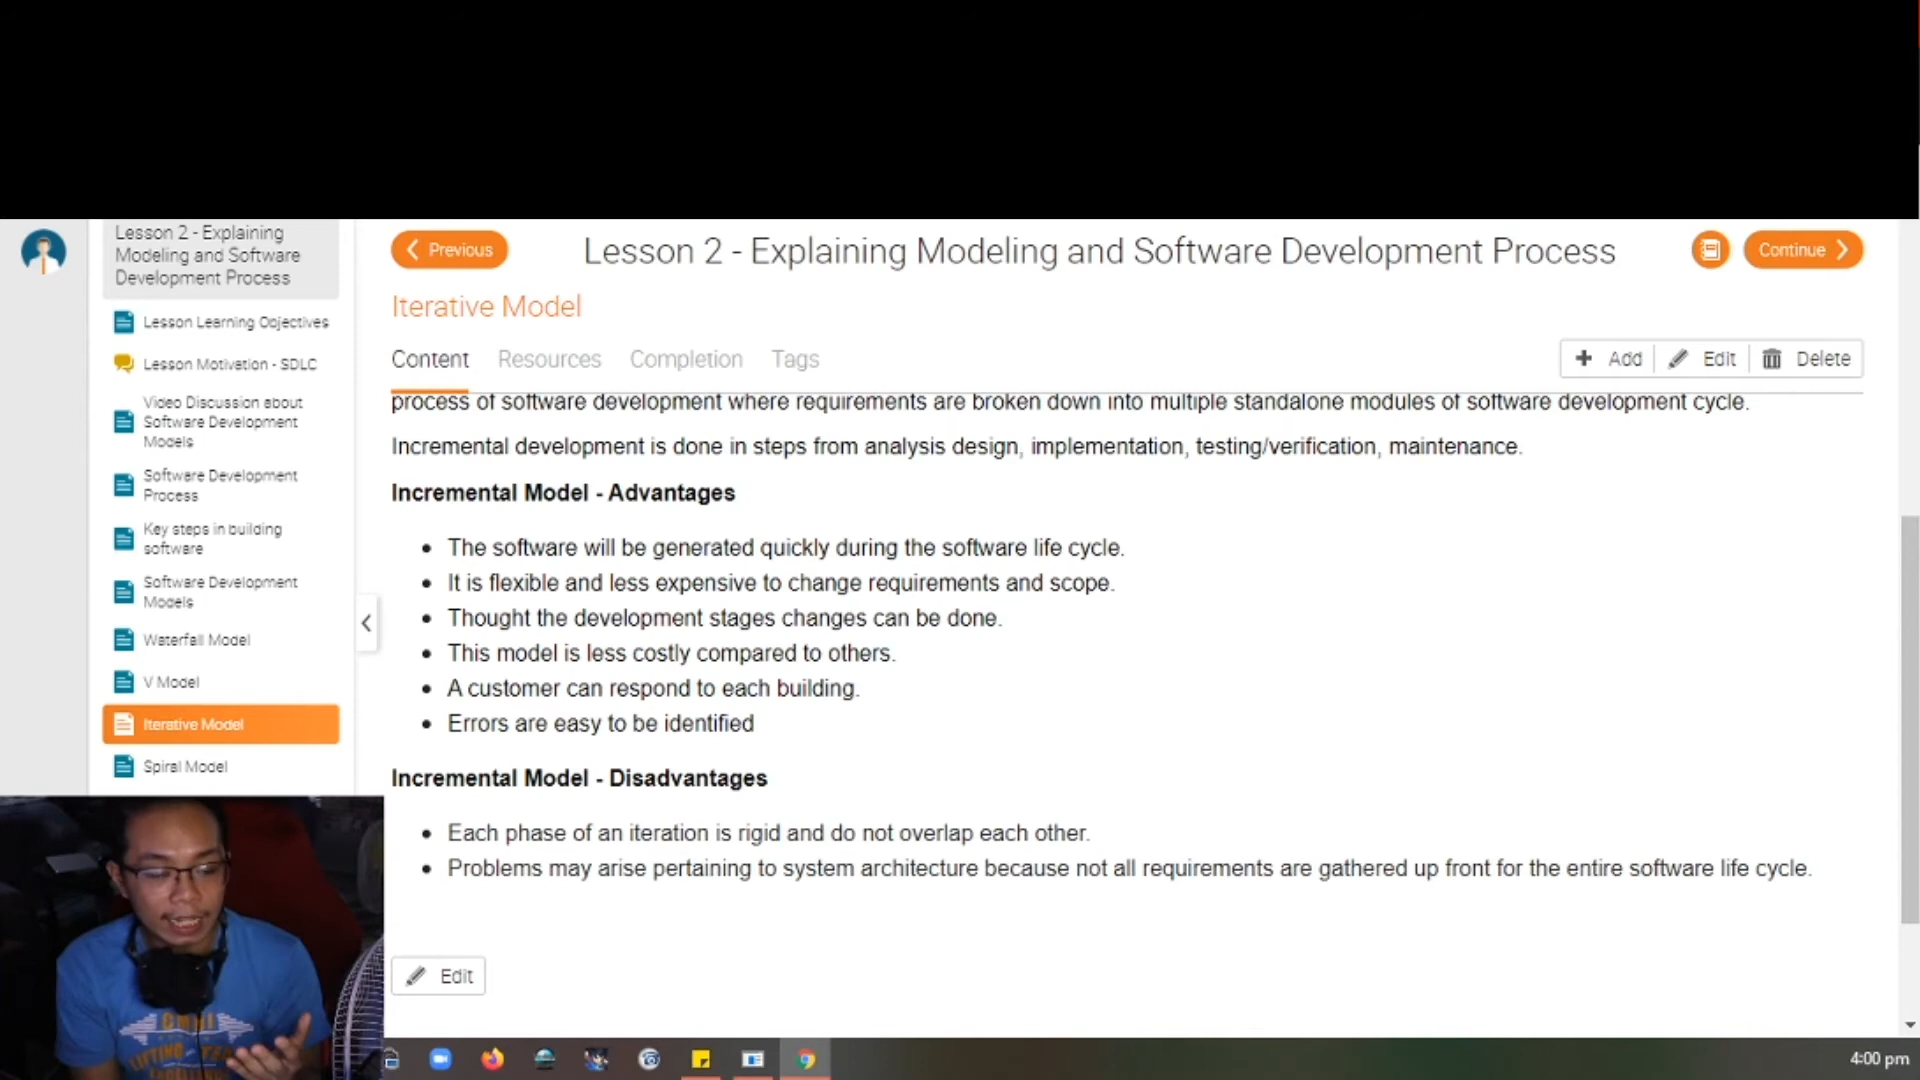 Lesson 2 - Explaining
Modeling and Software
Development Process
Lesson Learning Objectives
Lesson Motivation - SDLC
Video Discussion about
Software Development
Models
Software Development
Process
Key steps in building
software
Software Development
Models
Waterfall Model
V Model
Iterative Model
Spiral Model
Previous
Lesson 2 - Explaining Modeling and Software Development Process
Continue
Iterative Model
Content Resources Completion Tags
Add Edit Delete
process of software development where requirements are broken down into multiple standalone modules of software development cycle.
Incremental development is done in steps from analysis design, implementation, testing/verification, maintenance.
Incremental Model - Advantages
The software will be generated quickly during the software life cycle.
It is flexible and less expensive to change requirements and scope.
Thought the development stages changes can be done.
This model is less costly compared to others.
A customer can respond to each building.
Errors are easy to be identified
Incremental Model - Disadvantages
Each phase of an iteration is rigid and do not overlap each other.
Problems may arise pertaining to system architecture because not all requirements are gathered up front for the entire software life cycle.
Edit
4:00 pm